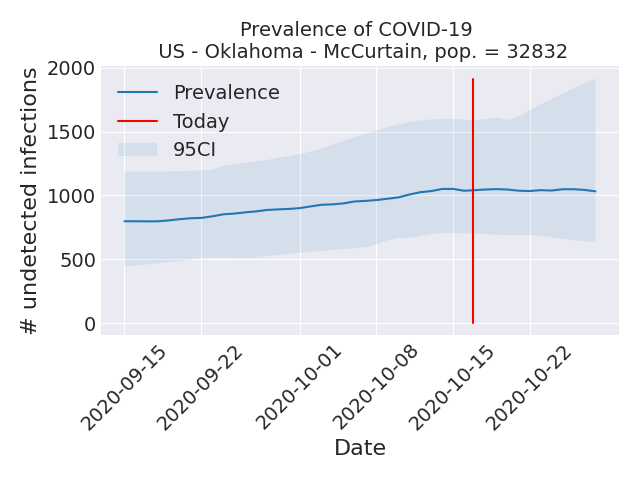 Prevalence of COVID-19
US - Oklahoma - McCurtain, pop. = 32832
# undetected infections
2000
1500
1000
500
0
Prevalence
Today
95CI
2020-09-15
2020-09-22
2020-10-01
2020-10-08
2020-10-15
2020-10-22
Date